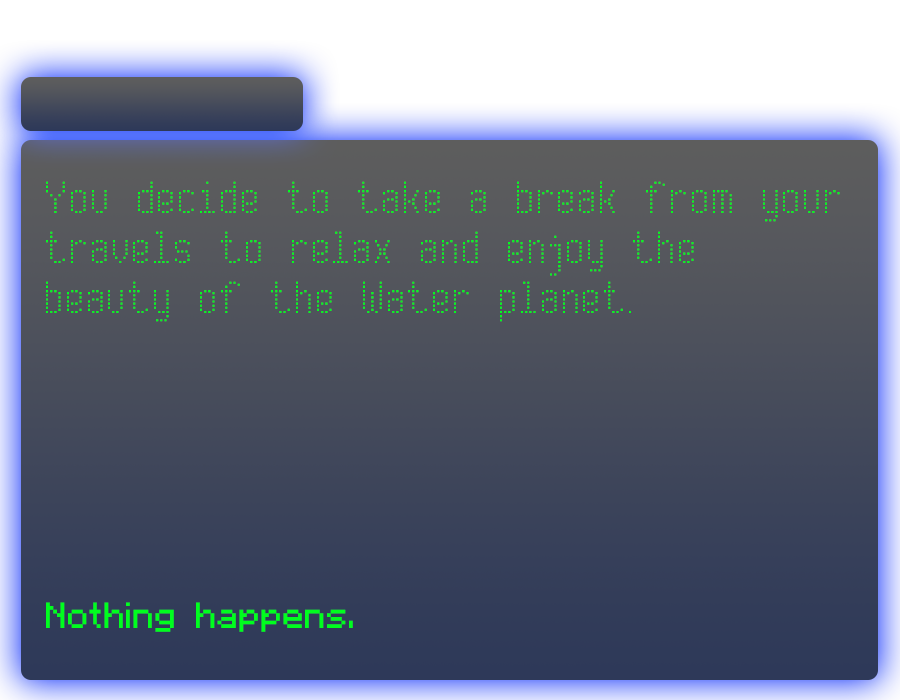 You decide to take a break from your
travels to relax and enjoy the
beauty of the Water planet.
Nothing happens.